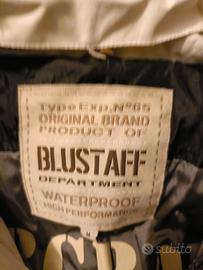 Type Exp. Nº65
ORIGINAL BRAND
PRODUCT OF
BLUSTAFF
DEPARTMENT
WATERPROOF
HIGH PERFORMANCE
M
subito